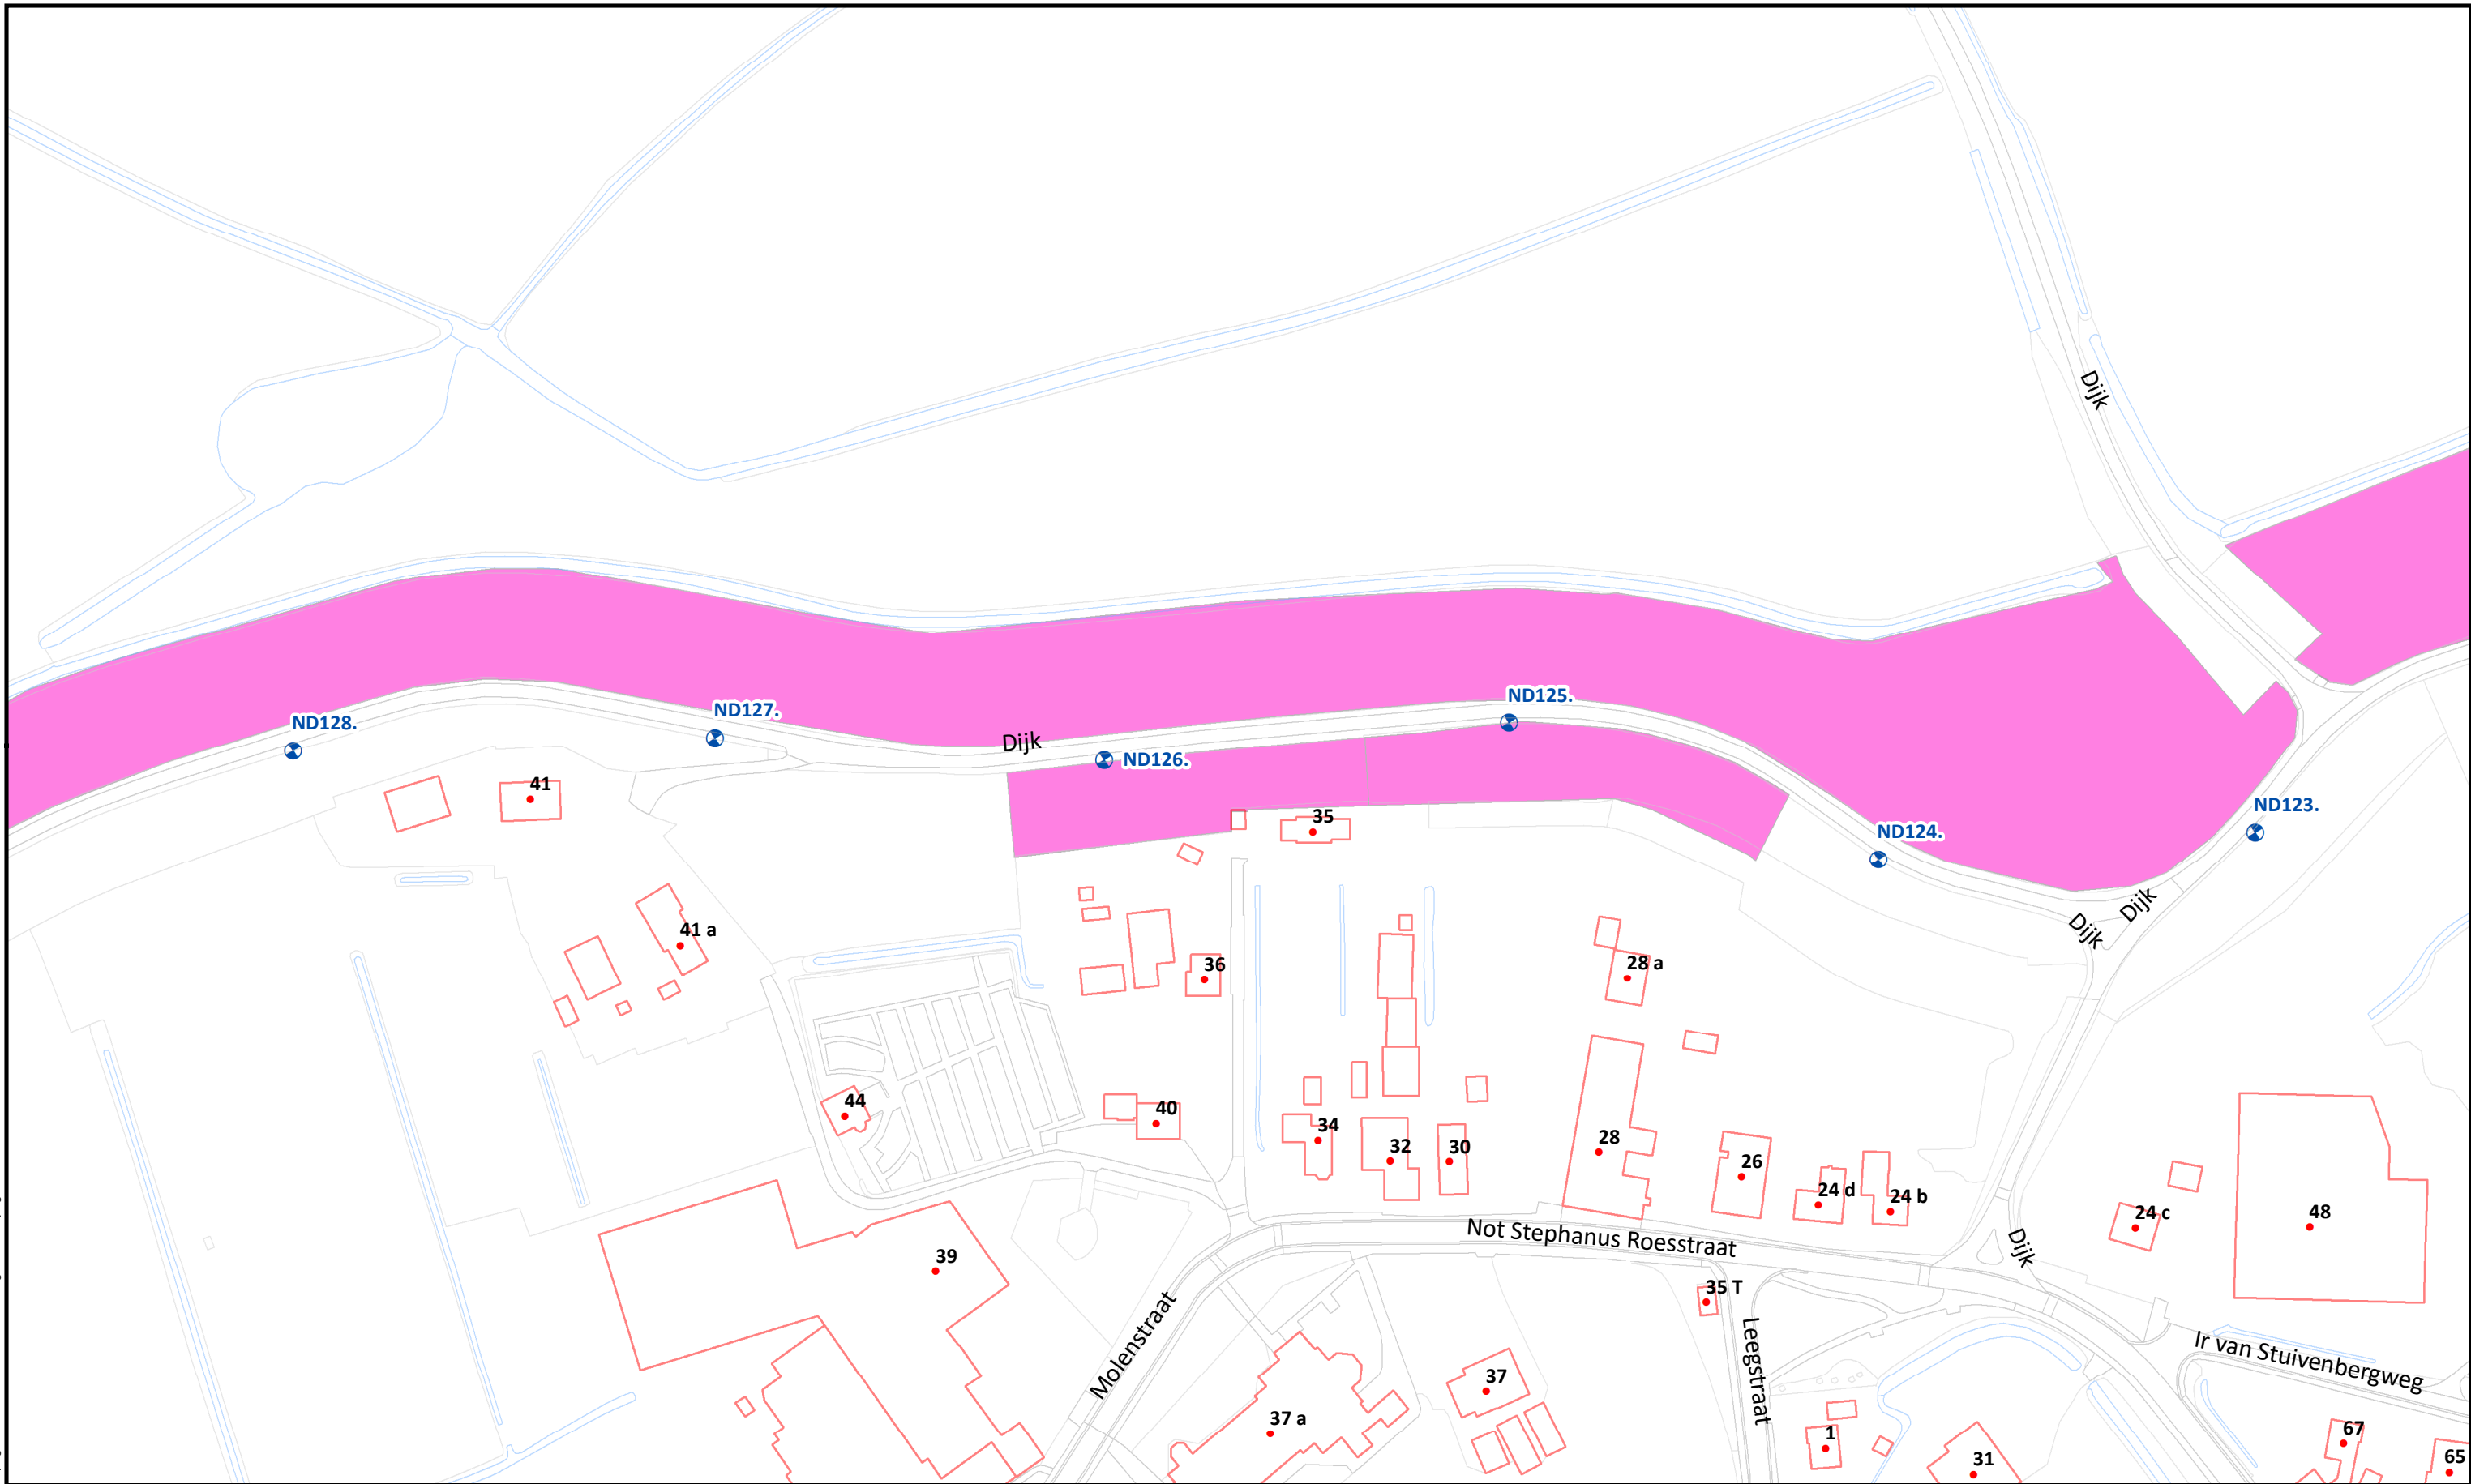 Dijk
ND125.
ND127.
ND128.
Dijk
ND126.
41
35
ND123.
ND124.
Dijk
Dijk
41 a
36
28 a
44
40
34
32
30
28
26
24 d
24 b
24 c
48
Not Stephanus Roesstraat
Dijk
39
35 T
Molenstraat
Leegstraat
Ir van Stuivenbergweg
37
37 a
1
31
67
65